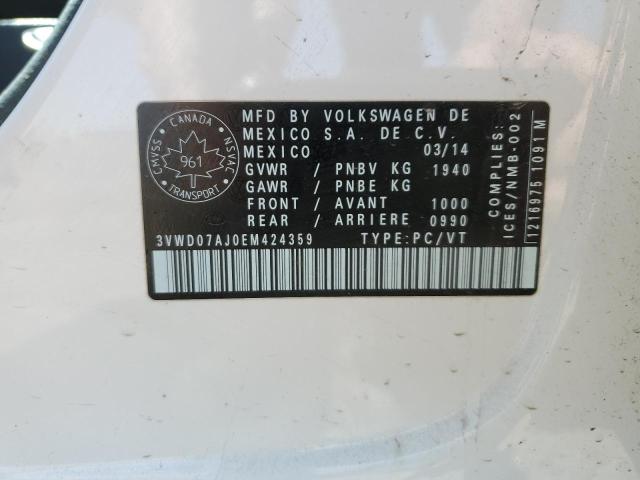 MFD BY VOLKSWAGEN DE
MEXICO S.A. DE C.V.
MEXICO 03/14
GVWR / PNBV KG 1940
GAWR / PNBE KG
FRONT / AVANT 1000
REAR / ARRIERE 0990
3VWD07AJ0EM424359 TYPE:PC/VT
CANADA
CMVSS
NSVAC
961
TRANSPORT
COMPLIES:
ICES/NMB-002
1216975 1091M